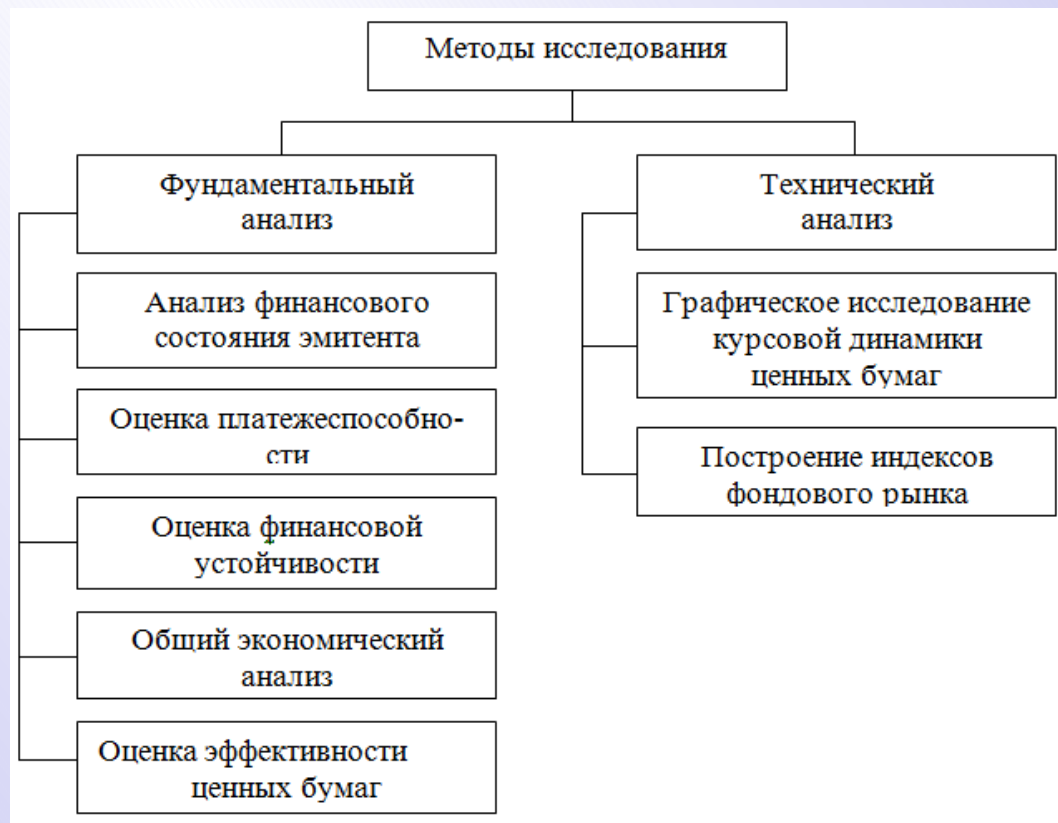 Методы исследования
Фундаментальный
анализ
Анализ финансового
состояния эмитента
Оценка платежеспособно-
сти
Оценка финансовой
устойчивости
Общий экономический
анализ
Оценка эффективности
ценных бумаг
Технический
анализ
Графическое исследование
курсовой динамики
ценных бумаг
Построение индексов
фондового рынка